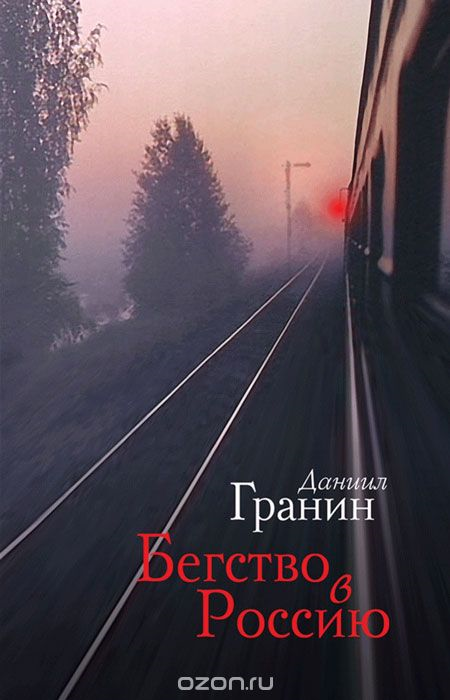 Даниил
Гранин
Бегство
в
Россию
ozon.ru